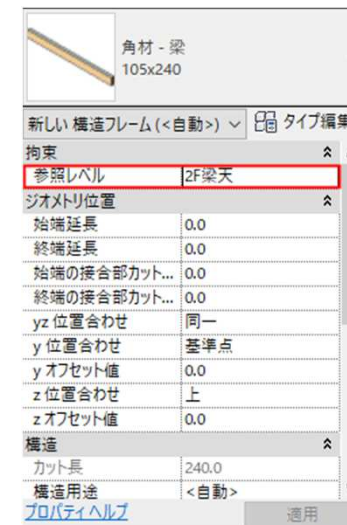 角材 - 梁
105x240
新しい 構造フレーム (<自動>) タイプ編集
拘束
参照レベル 2F梁天
ジオメトリ位置
始端延長 0.0
終端延長 0.0
始端の接合部カット... 0.0
終端の接合部カット... 0.0
yz 位置合わせ 同一
y 位置合わせ 基準点
y オフセット値 0.0
z 位置合わせ 上
z オフセット値 0.0
構造
カット長 240.0
構造用途 <自動>
プロパティヘルプ 適用